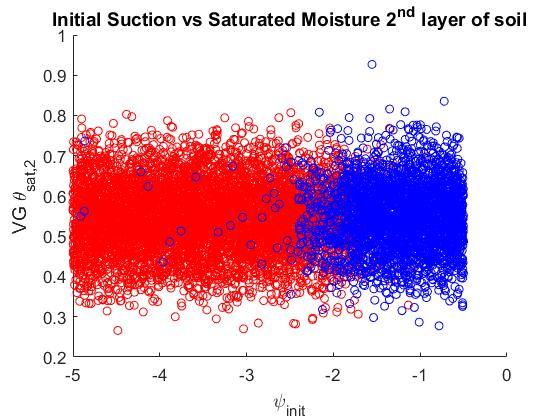 Initial Suction vs Saturated Moisture 2nd layer of soil
1
0.9
0.8
0.7
0.6
0.5
0.4
0.3
0.2
VG θsat,2
-5 -4 -3 -2 -1 0
ψinit